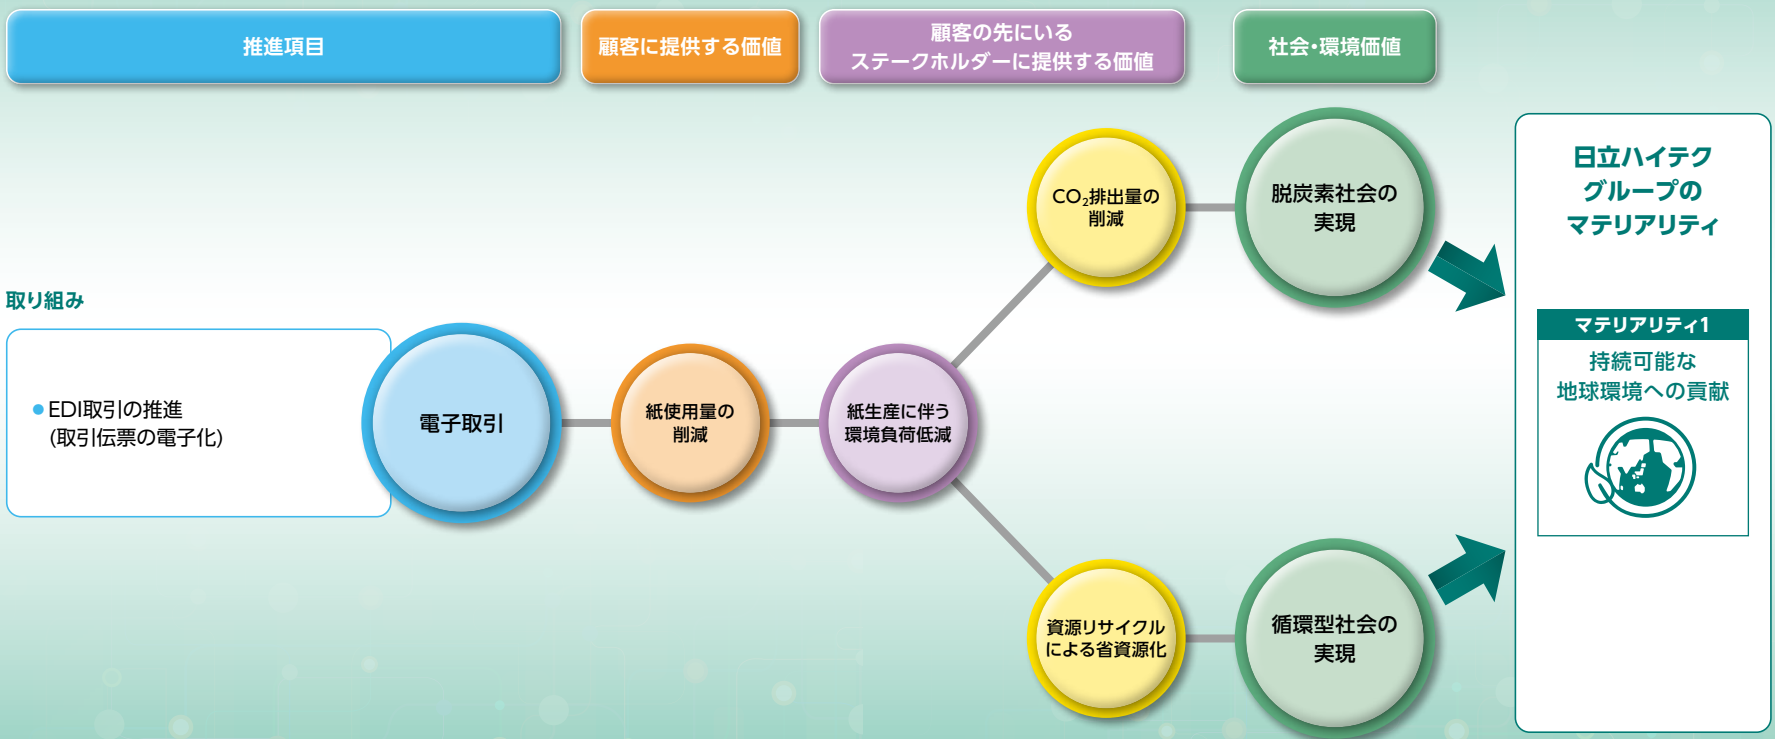 推進項目
顧客に提供する価値
顧客の先にいる
ステークホルダーに提供する価値
社会・環境価値
取り組み
●EDI取引の推進
(取引伝票の電子化)
電子取引
紙使用量の
削減
紙生産に伴う
環境負荷低減
CO₂排出量の
削減
脱炭素社会の
実現
資源リサイクル
による省資源化
循環型社会の
実現
日立ハイテク
グループの
マテリアリティ
マテリアリティ1
持続可能な
地球環境への貢献